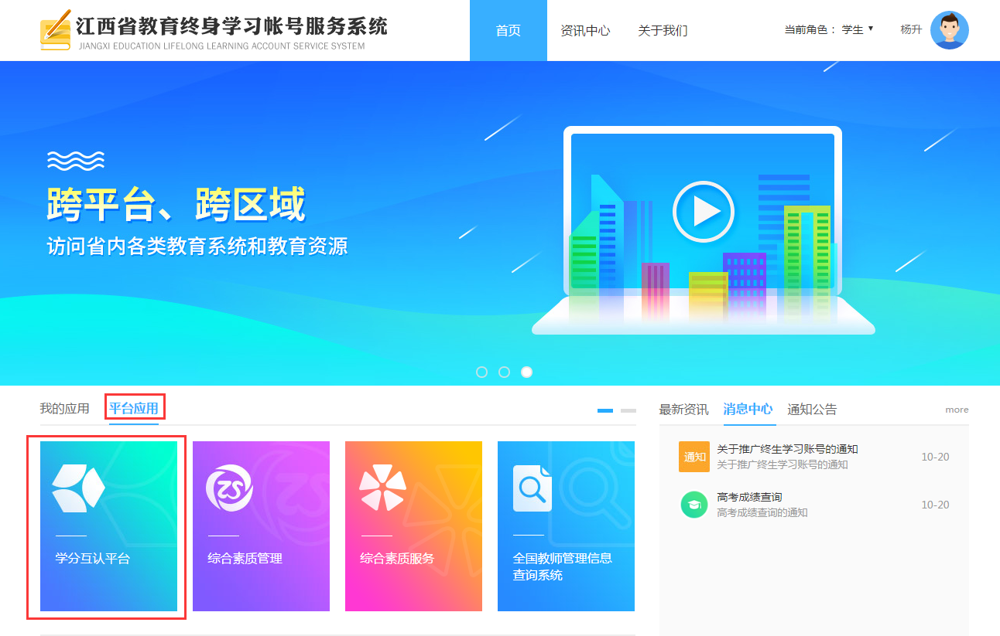 江西省教育终身学习帐号服务系统
JIANGXI EDUCATION LIFELONG LEARNING ACCOUNT SERVICE SYSTEM
首页 资讯中心 关于我们
当前角色： 学生 ▼ 杨升
跨平台、跨区域
访问省内各类教育系统和教育资源
我的应用 平台应用
最新资讯 消息中心 通知公告 more
学分互认平台
ZS
综合素质管理
综合素质服务
全国教师管理信息
查询系统
通知
关于推广终生学习账号的通知
关于推广终生学习账号的通知
10-20
高考成绩查询
高考成绩查询的通知
10-20